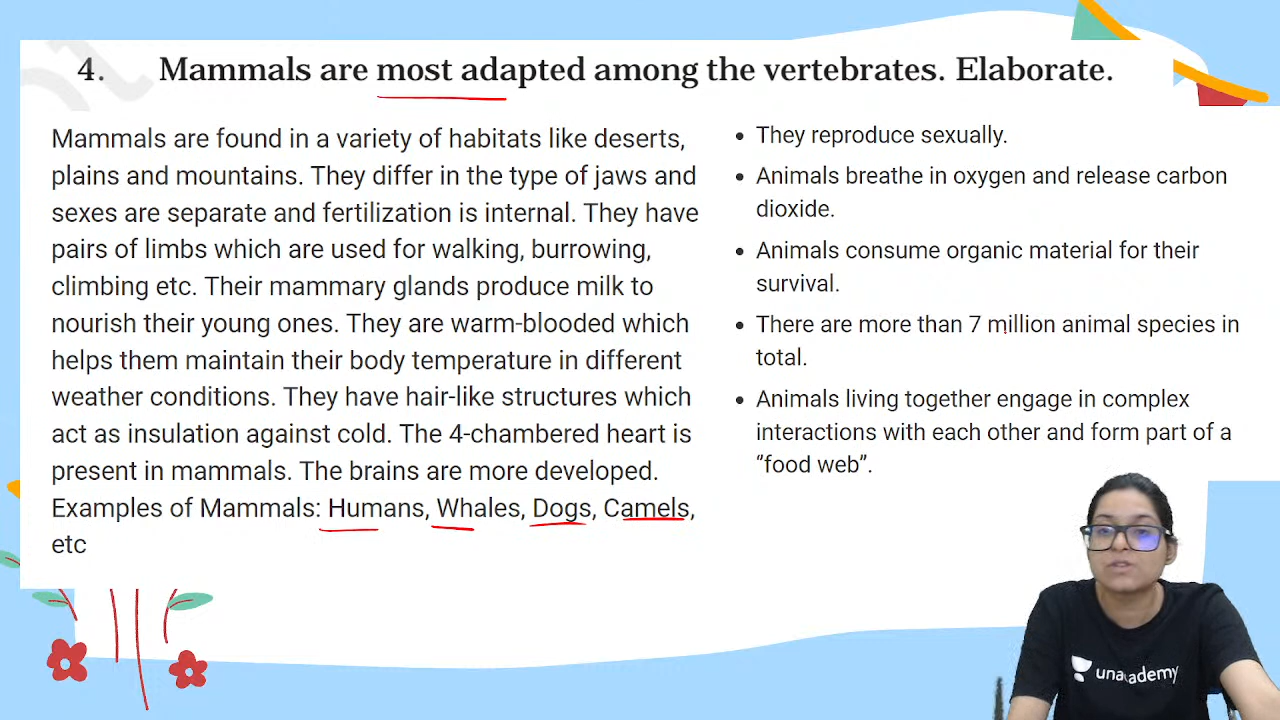 4. Mammals are most adapted among the vertebrates. Elaborate.
Mammals are found in a variety of habitats like deserts,
plains and mountains. They differ in the type of jaws and
sexes are separate and fertilization is internal. They have
pairs of limbs which are used for walking, burrowing,
climbing etc. Their mammary glands produce milk to
nourish their young ones. They are warm-blooded which
helps them maintain their body temperature in different
weather conditions. They have hair-like structures which
act as insulation against cold. The 4-chambered heart is
present in mammals. The brains are more developed.
Examples of Mammals: Humans, Whales, Dogs, Camels,
etc
• They reproduce sexually.
• Animals breathe in oxygen and release carbon
dioxide.
• Animals consume organic material for their
survival.
• There are more than 7 million animal species in
total.
• Animals living together engage in complex
interactions with each other and form part of a
“food web”.
unacademy